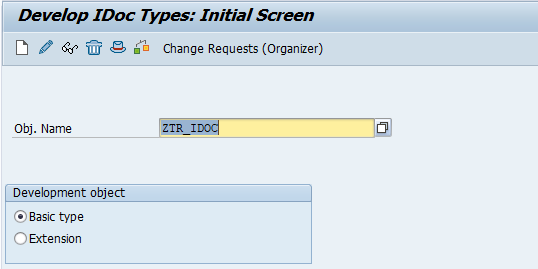 Develop IDoc Types: Initial Screen
Change Requests (Organizer)
Obj. Name ZTR_IDOC
Development object
Basic type
Extension